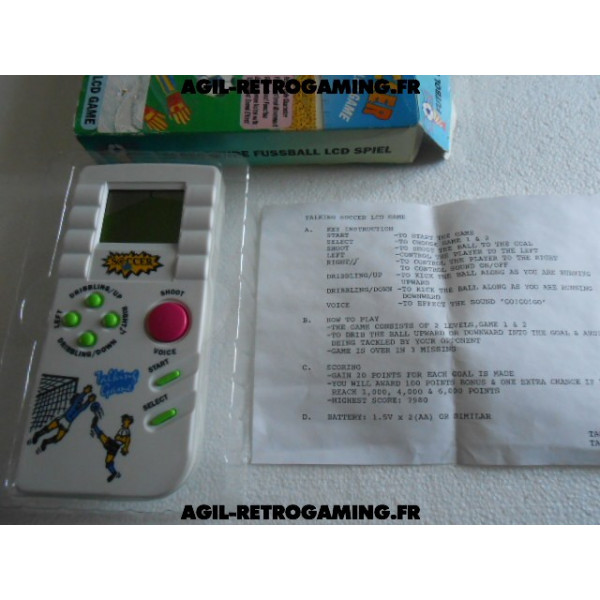 AGIL-RETROGAMING.FR
LCD GAME
GAME
FUSSBALL LCD SPIEL
SOCCER
DRIBBLING/UP
LEFT
RIGHT/♪
DRIBBLING/DOWN
SHOOT
VOICE
START
SELECT
Talking
Game
TALKING SOCCER LCD GAME
A. KEY INSTRUCTION
START -TO START THE GAME
SELECT -TO CHOOSE GAME 1 & 2
SHOOT -TO SHOOT THE BALL TO THE GOAL
LEFT -CONTROL THE PLAYER TO THE LEFT
RIGHT/♪ -TO CONTROL THE PLAYER TO THE RIGHT
TO CONTROL SOUND ON/OFF
DRIBBLING/UP -TO KICK THE BALL ALONG AS YOU ARE RUNNING
UPWARD
DRIBBLING/DOWN -TO KICK THE BALL ALONG AS YOU ARE RUNNING
DOWNWARD
VOICE -TO EFFECT THE SOUND
B. HOW TO PLAY
-THE GAME CONSISTS OF 2 LEVELS,GAME 1 & 2
-TO DRIB THE BALL UPWARD OR DOWNWARD INTO THE GOAL &
BEING TACKLED BY YOUR OPPONENT
-GAME IS OVER IN 3 MISSING
C. SCORING
-GAIN 20 POINTS FOR EACH GOAL IS MADE
-YOU WILL AWARD 100 POINTS BONUS & ONE EXTRA CHANCE IF
REACH 2,000, 4,000 & 6,000 POINTS
-HIGHEST SCORE: 7980
D. BATTERY: 1.5V x 2(AA) OR SIMILAR
AGIL-RETROGAMING.FR